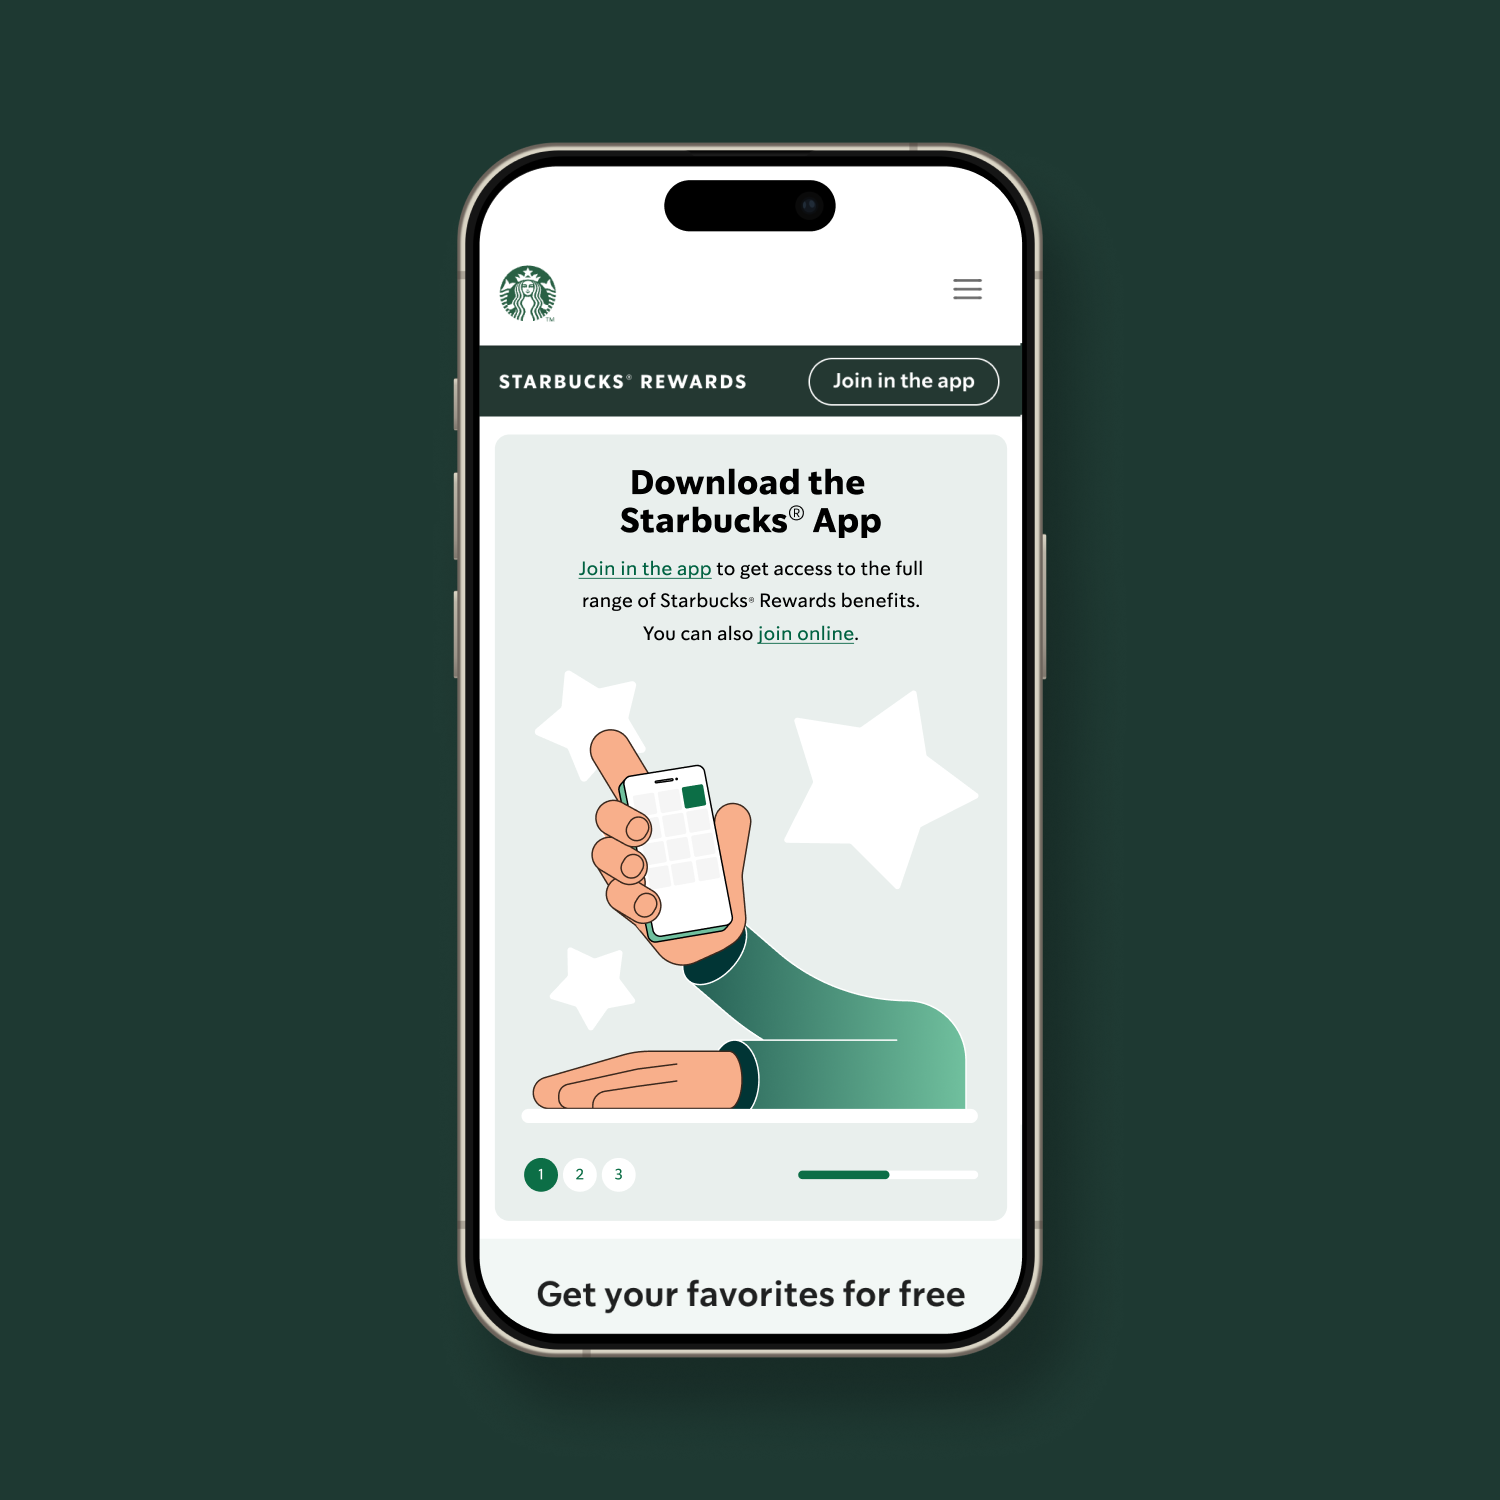 TM
STARBUCKS® REWARDS
Join in the app
Download the
Starbucks® App
Join in the app to get access to the full
range of Starbucks® Rewards benefits.
You can also join online.
1 2 3
Get your favorites for free